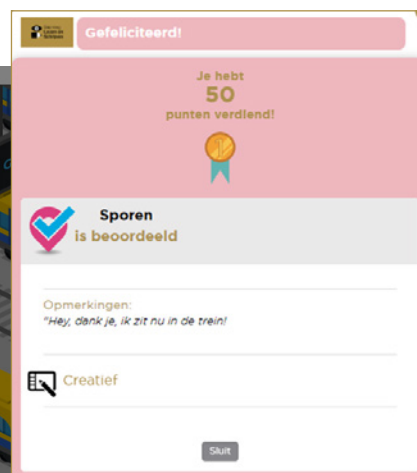 Gefeliciteerd!
Je hebt
50
punten verdiend!
1
Sporen
is beoordeeld
Opmerkingen:
"Hey, dank je, ik zit nu in de trein!
Creatief
Sluit